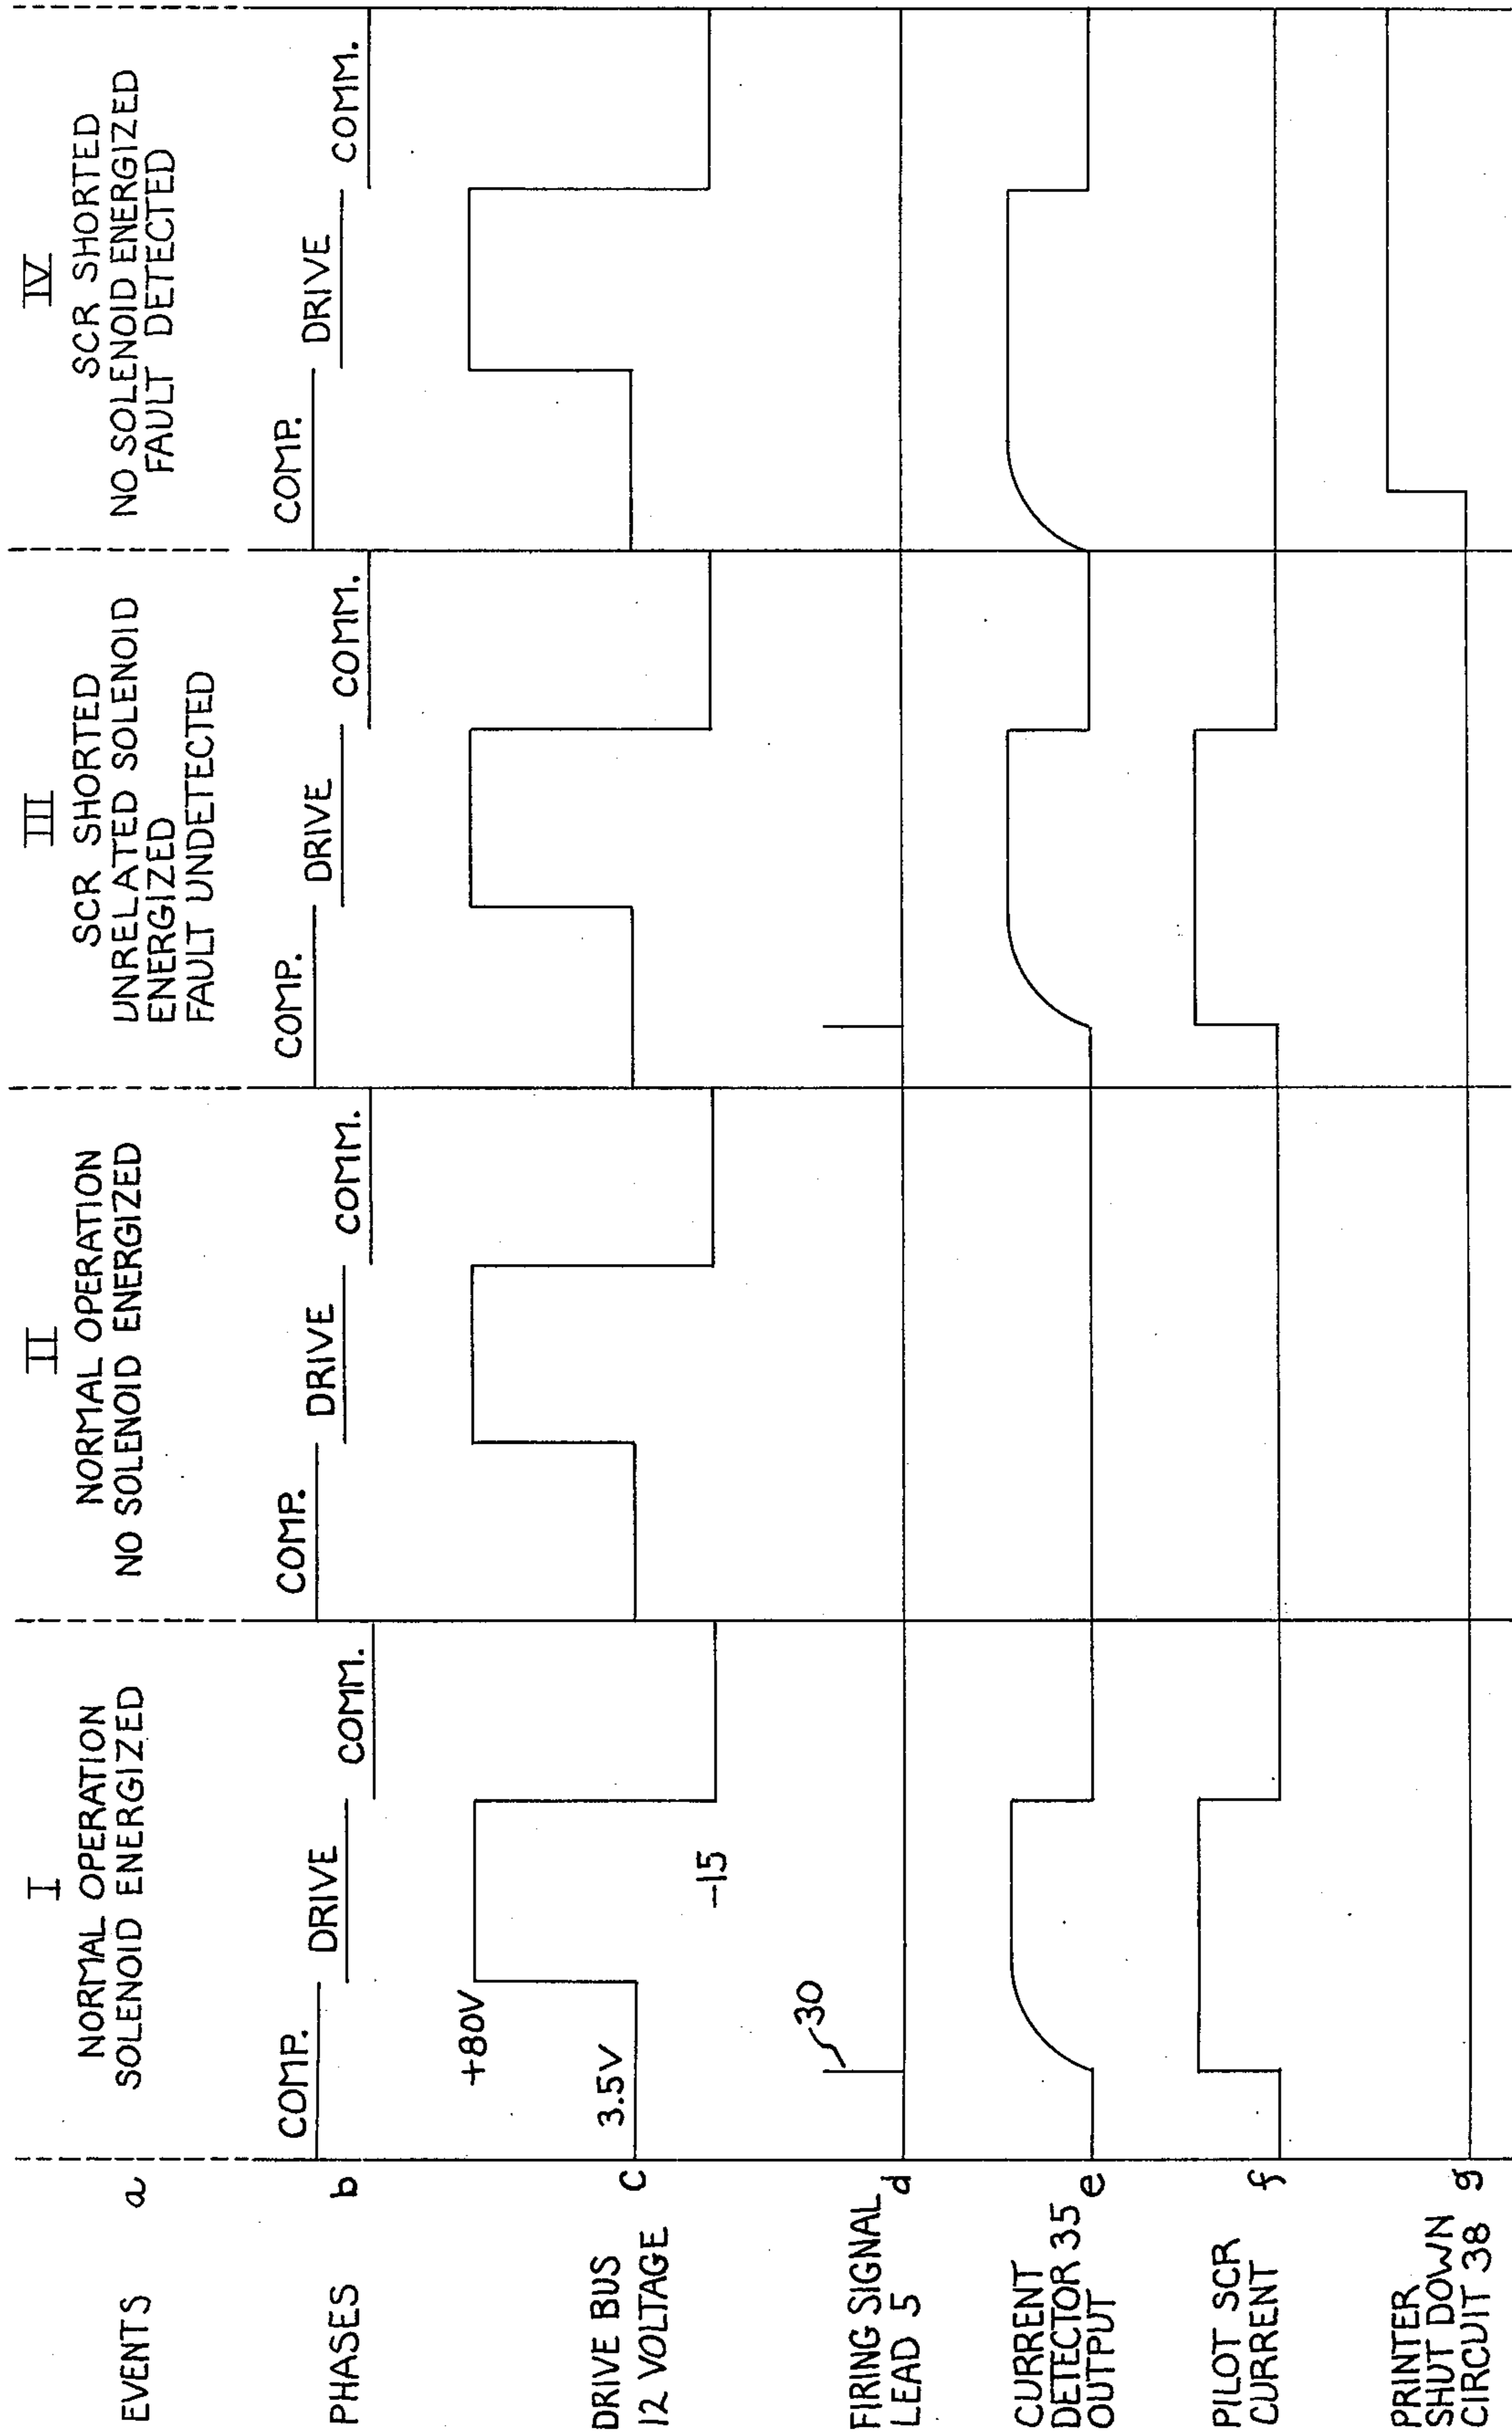 I
NORMAL OPERATION
SOLENOID ENERGIZED
II
NORMAL OPERATION
NO SOLENOID ENERGIZED
III
SCR SHORTED
UNRELATED SOLENOID
ENERGIZED
FAULT UNDETECTED
IV
SCR SHORTED
NO SOLENOID ENERGIZED
FAULT DETECTED
EVENTS a
PHASES b
COMP. DRIVE COMM. COMP. DRIVE COMM. COMP. DRIVE COMM. COMP. DRIVE COMM.
DRIVE BUS
12 VOLTAGE c
+80V
3.5V
-15
FIRING SIGNAL
LEAD 5 d
30
CURRENT
DETECTOR 35
OUTPUT
e
PILOT SCR
CURRENT f
PRINTER
SHUT DOWN
CIRCUIT 38 g